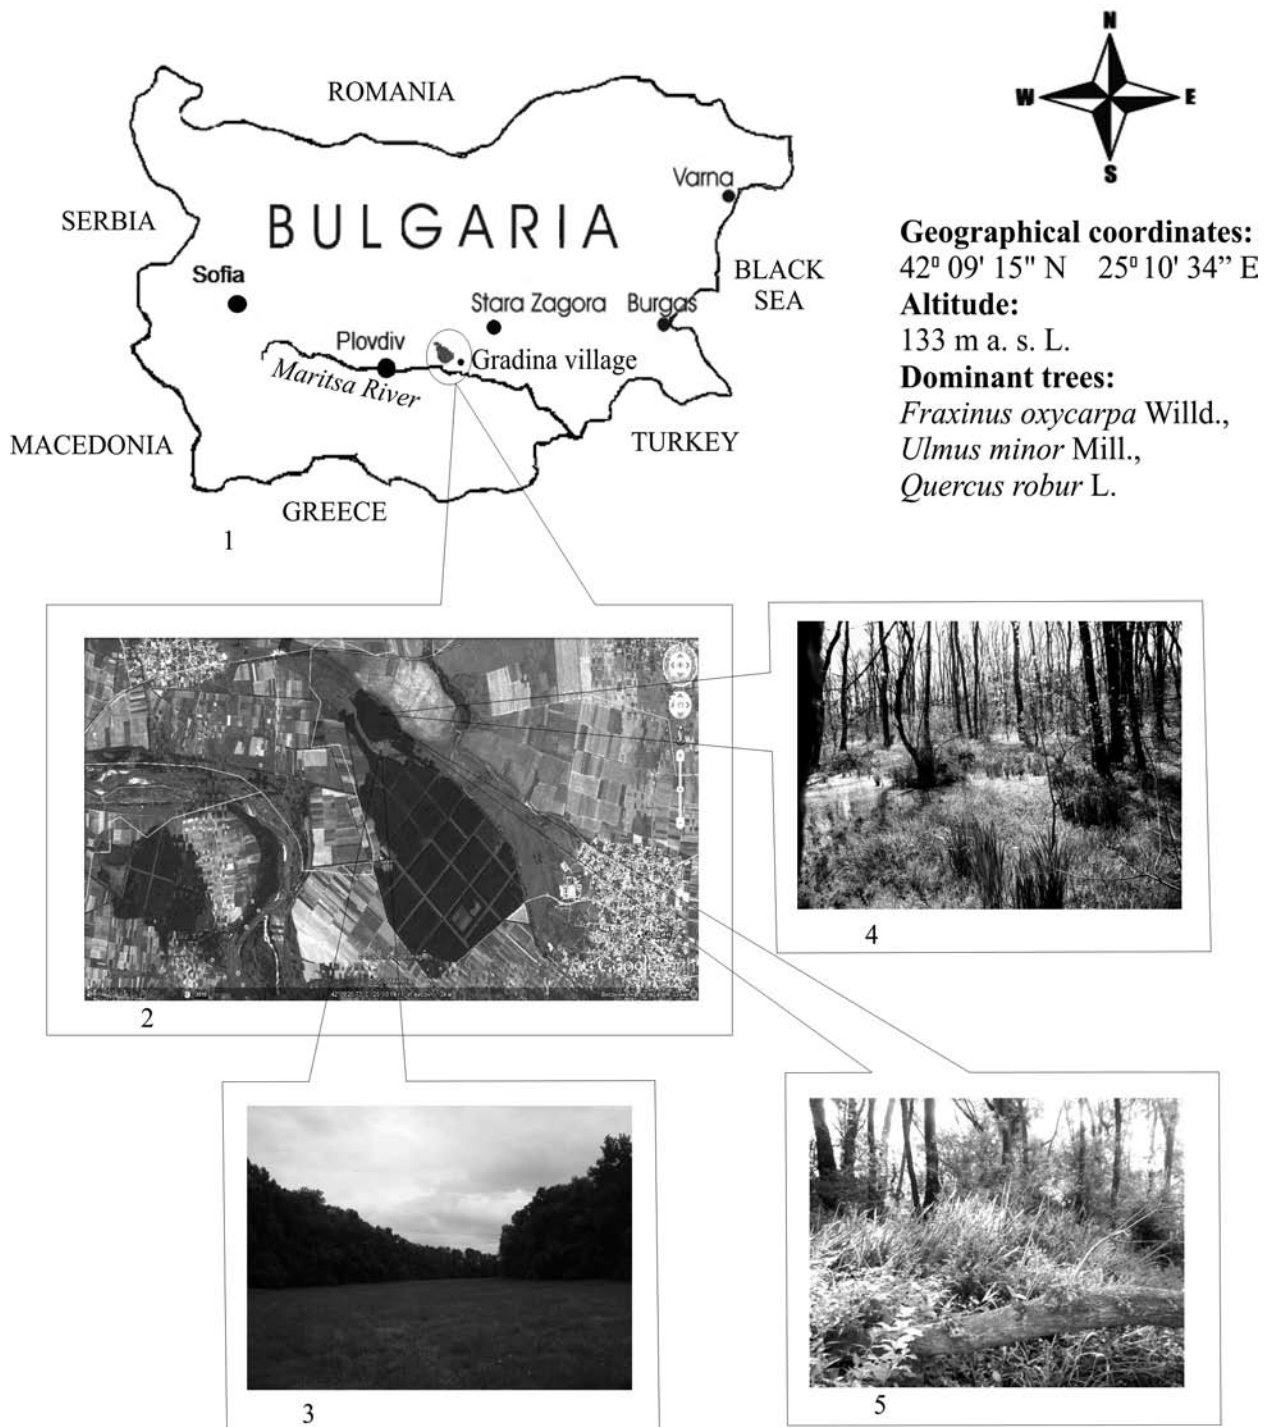 N
W
E
S
ROMANIA
Varna
SERBIA
BULGARIA
Geographical coordinates:
42º 09' 15" N 25º 10' 34” E
BLACK
SEA
Sofia
Altitude:
Stara Zagora
Burgas
133 m a. s. L.
Plovdiv
Gradina village
Maritsa River
Dominant trees:
Fraxinus oxycarpa Willd.,
MACEDONIA
TURKEY
Ulmus minor Mill.,
Quercus robur L.
GREECE
1
2
4
3
5